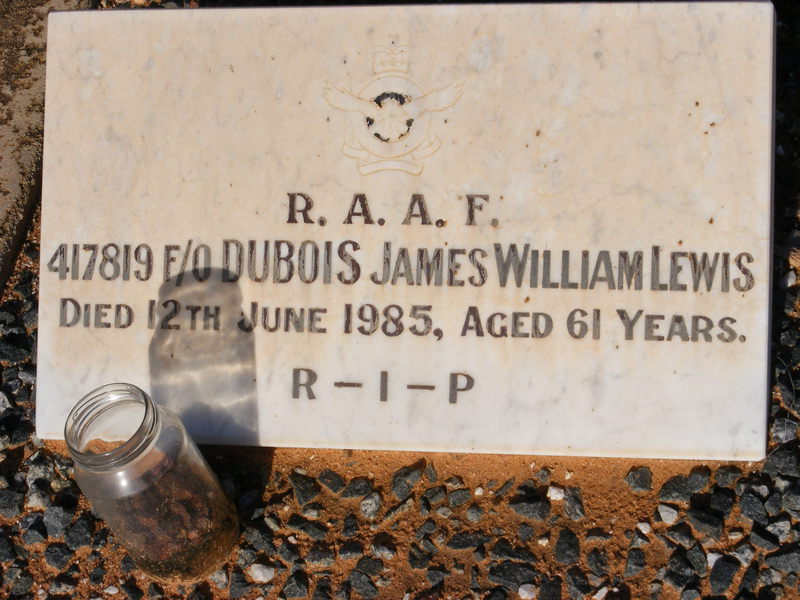 R. A. A. F.
417819 F/O DUBOIS JAMES WILLIAM LEWIS
DIED 12TH JUNE 1985, AGED 61 YEARS.
R - I - P